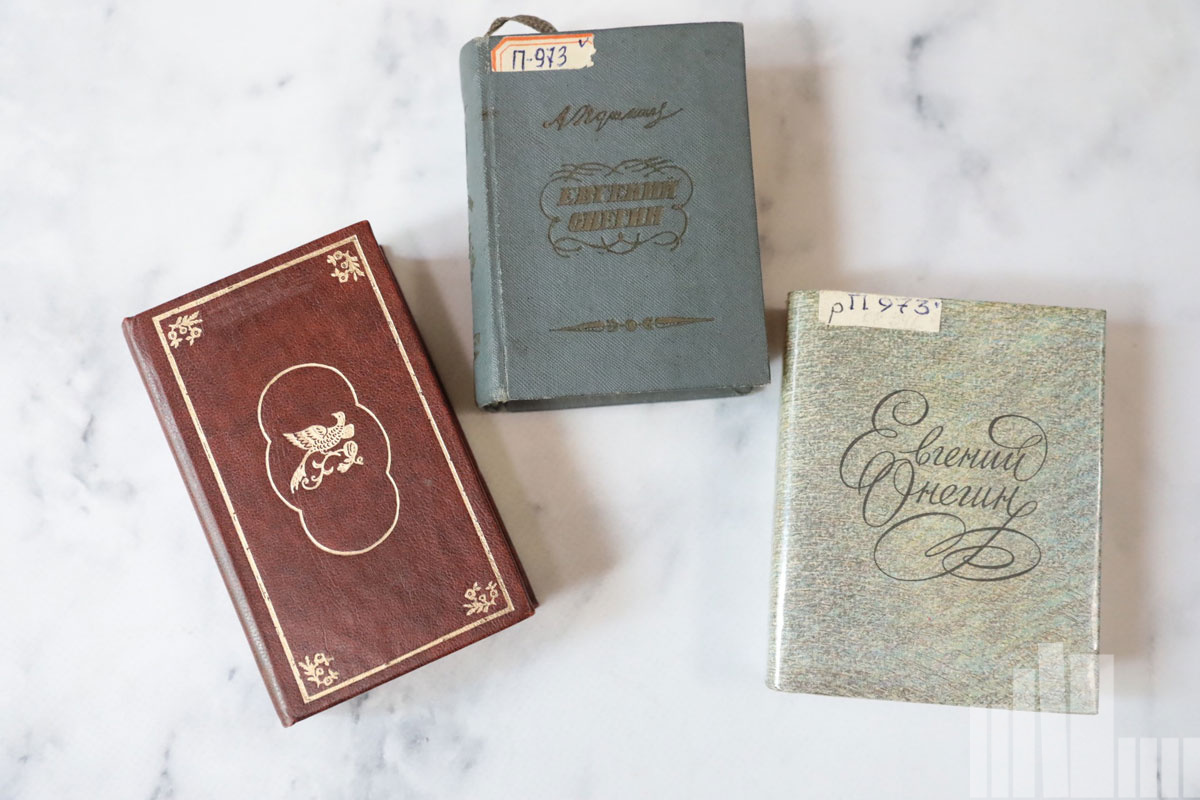 П-973
А. Пушкин
ЕВГЕНИЙ
ОНЕГИН
рП 973
Евгений
Онегин